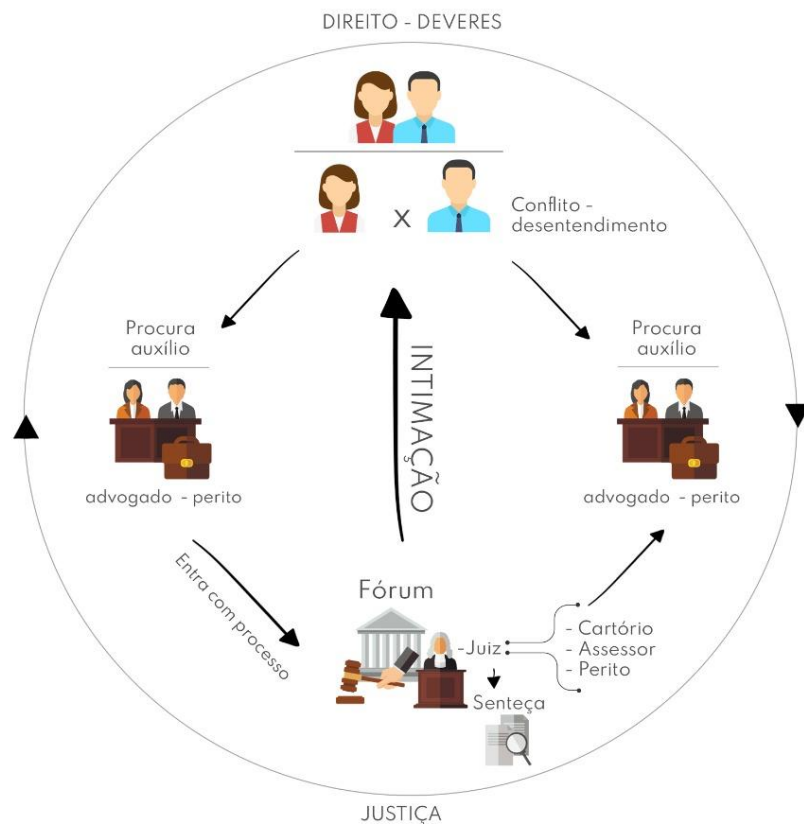 DIREITO - DEVERES
X
Conflito -
desentendimento
Procura
auxílio
advogado - perito
Procura
auxílio
advogado - perito
INTIMAÇÃO
Entra com processo
Fórum
-Juiz
- Cartório
- Assessor
- Perito
Senteça
JUSTIÇA